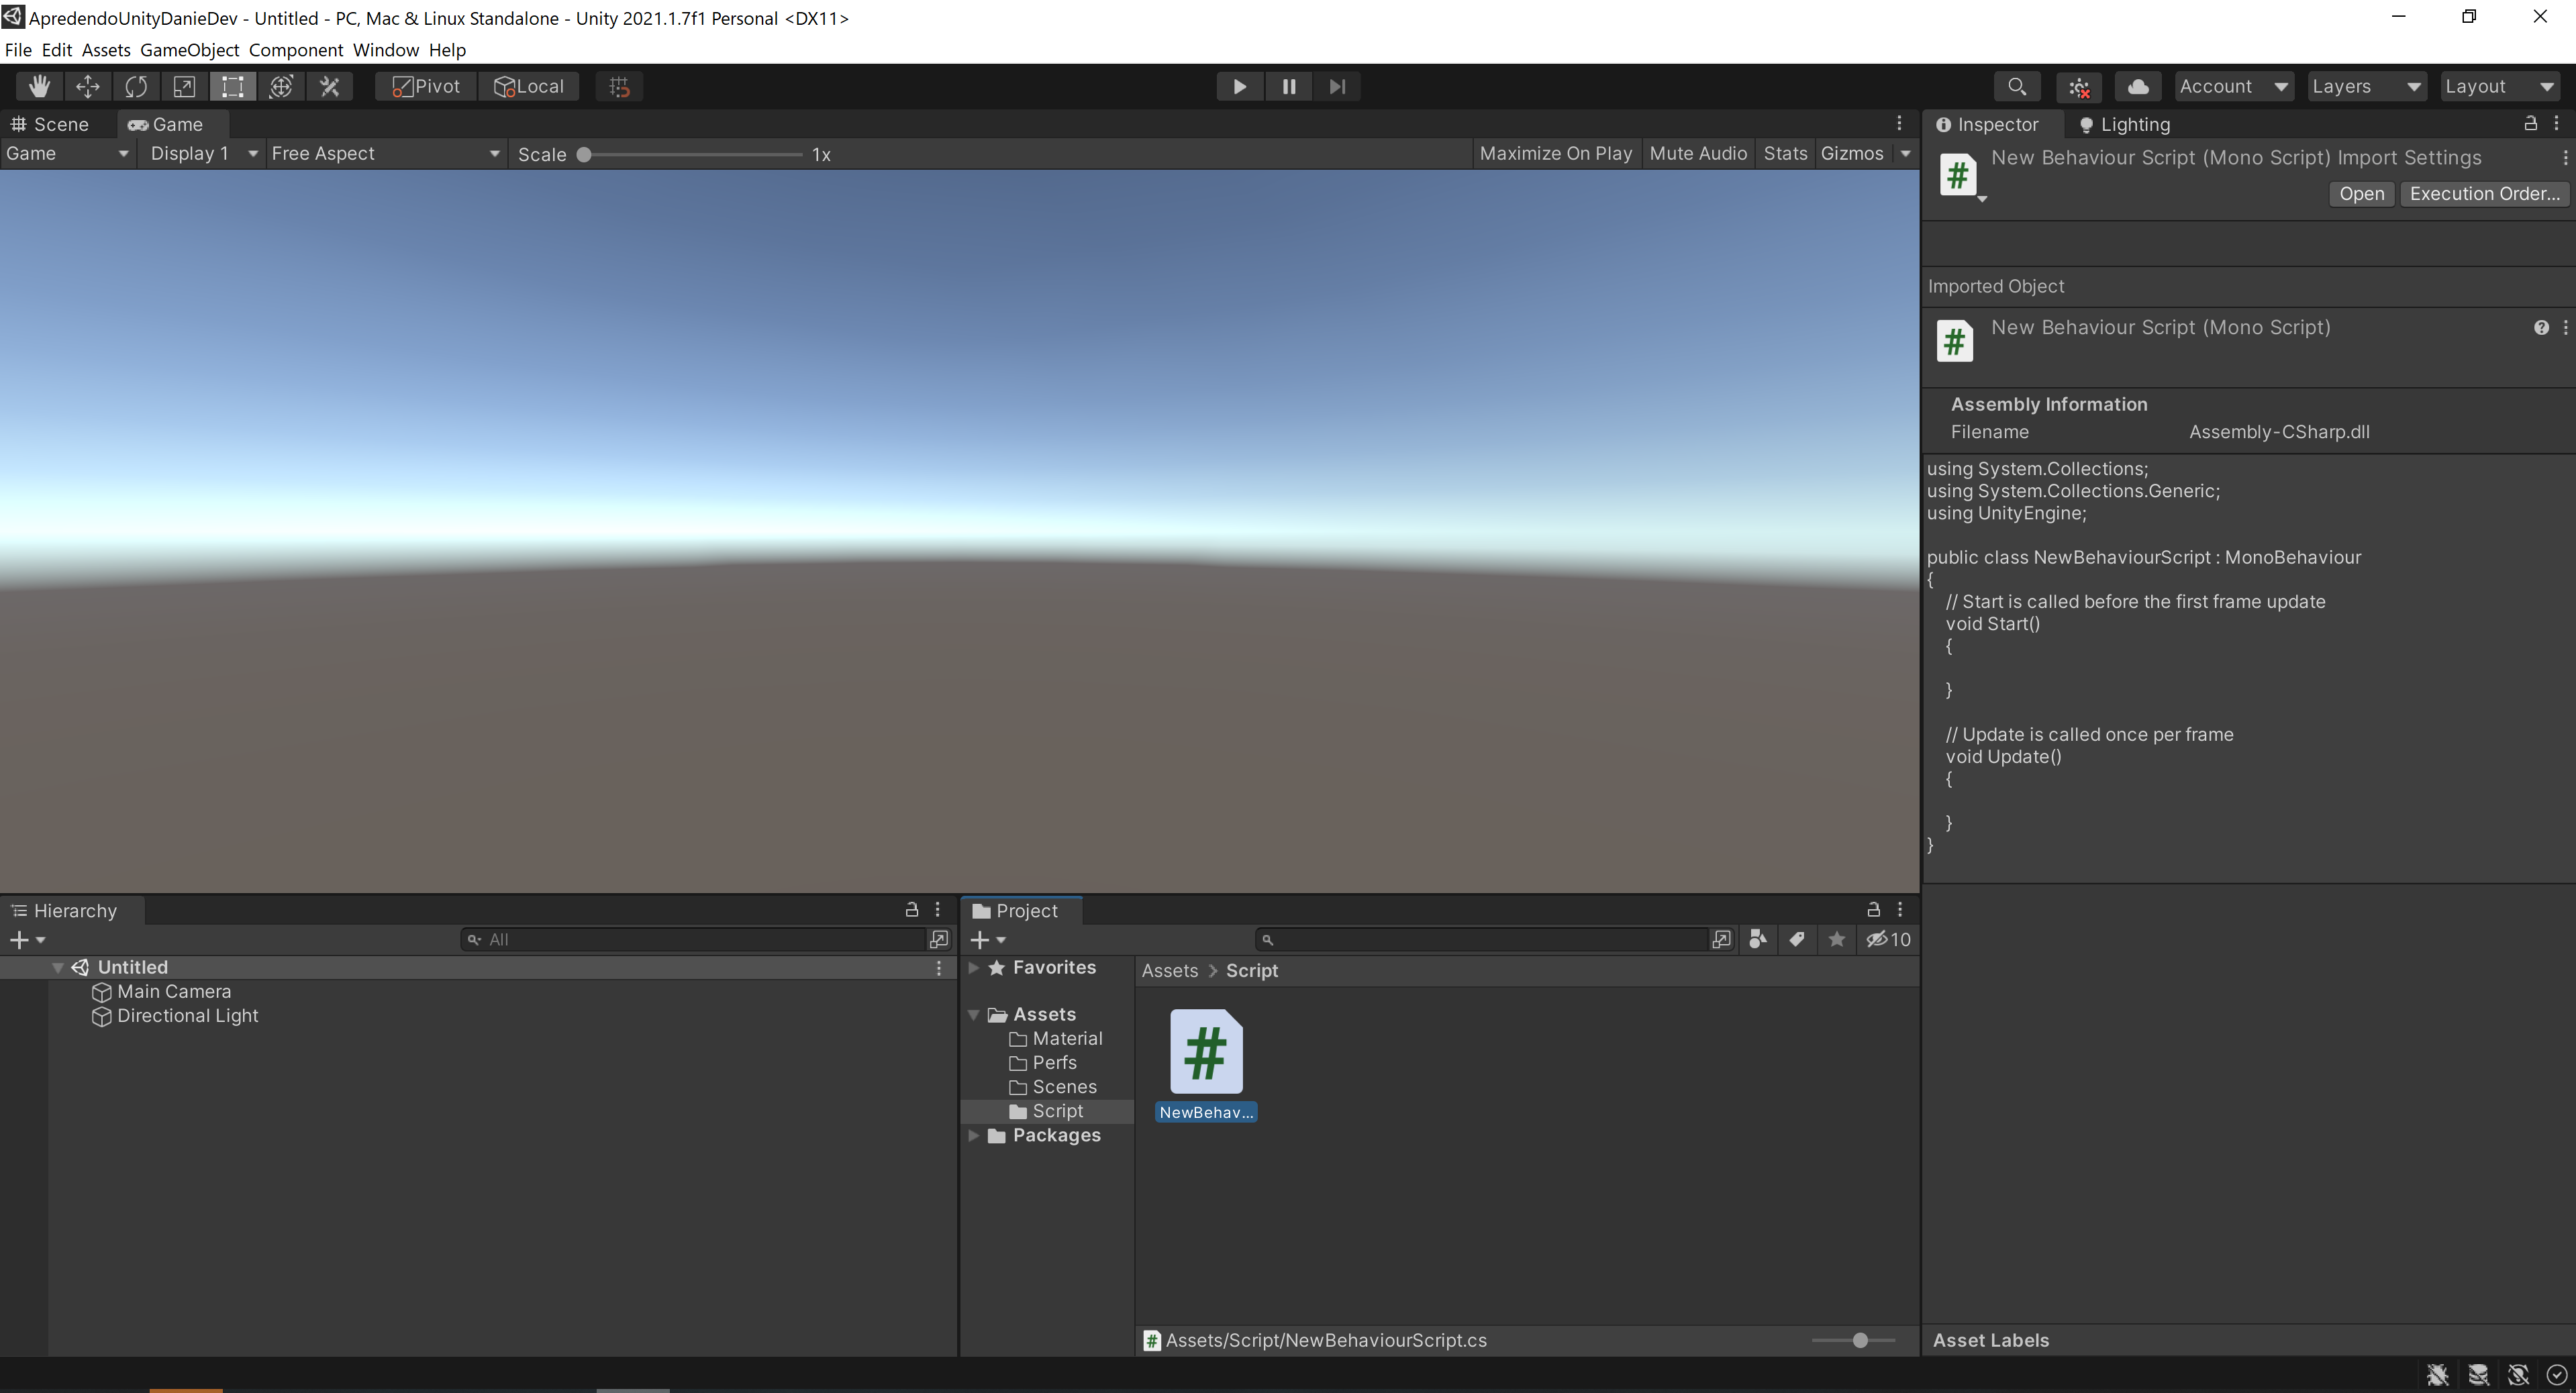 ApredendoUnityDanieDev - Untitled - PC, Mac & Linux Standalone - Unity 2021.1.7f1 Personal <DX11>
File Edit Assets GameObject Component Window Help
Pivot Local Account Layers Layout
Scene Game
Game Display 1 Free Aspect Scale 1x Maximize On Play Mute Audio Stats Gizmos
Inspector Lighting
New Behaviour Script (Mono Script) Import Settings
Open Execution Order...
Imported Object
New Behaviour Script (Mono Script)
Assembly Information
Filename Assembly-CSharp.dll
using System.Collections;
using System.Collections.Generic;
using UnityEngine;
public class NewBehaviourScript : MonoBehaviour
{
// Start is called before the first frame update
void Start()
{
}
// Update is called once per frame
void Update()
{
}
}
Asset Labels
Hierarchy
All
Untitled
Main Camera
Directional Light
Project
10
Favorites
Assets
Material
Perfs
Scenes
Script
Packages
Assets > Script
#
NewBehav...
Assets/Script/NewBehaviourScript.cs